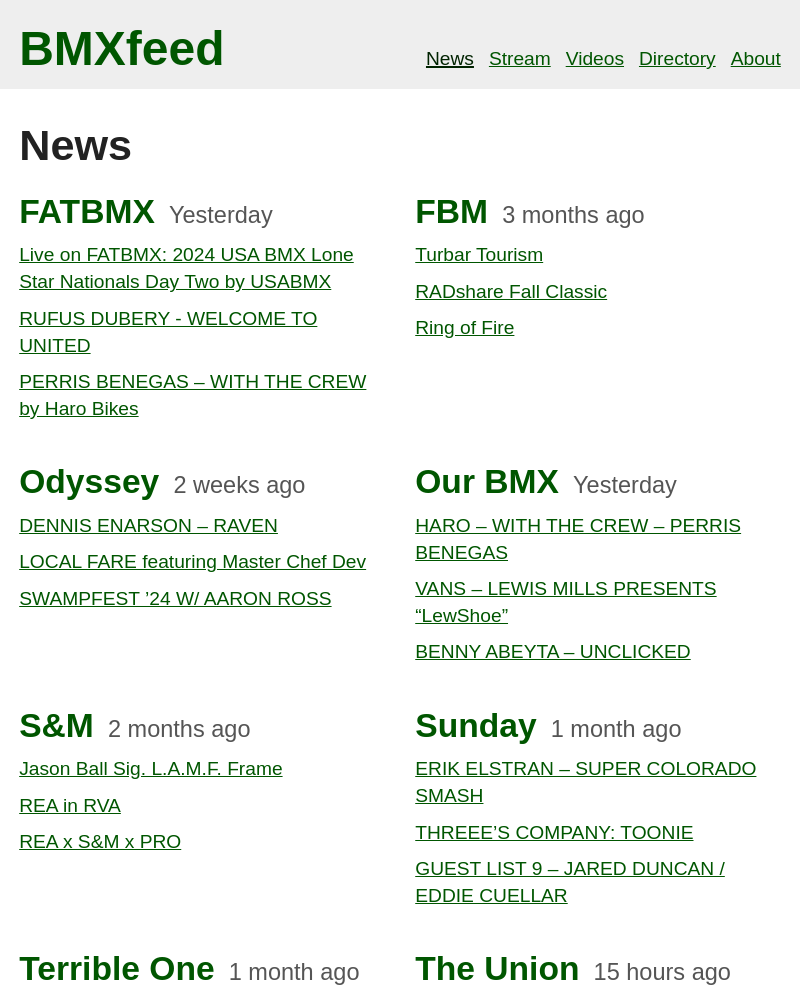 BMXfeed
News Stream Videos Directory About
News
FATBMX Yesterday
Live on FATBMX: 2024 USA BMX Lone
Star Nationals Day Two by USABMX
RUFUS DUBERY - WELCOME TO
UNITED
PERRIS BENEGAS – WITH THE CREW
by Haro Bikes
FBM 3 months ago
Turbar Tourism
RADshare Fall Classic
Ring of Fire
Odyssey 2 weeks ago
DENNIS ENARSON – RAVEN
LOCAL FARE featuring Master Chef Dev
SWAMPFEST ’24 W/ AARON ROSS
Our BMX Yesterday
HARO – WITH THE CREW – PERRIS
BENEGAS
VANS – LEWIS MILLS PRESENTS
“LewShoe”
BENNY ABEYTA – UNCLICKED
S&M 2 months ago
Jason Ball Sig. L.A.M.F. Frame
REA in RVA
REA x S&M x PRO
Sunday 1 month ago
ERIK ELSTRAN – SUPER COLORADO
SMASH
THREEE’S COMPANY: TOONIE
GUEST LIST 9 – JARED DUNCAN /
EDDIE CUELLAR
Terrible One 1 month ago
The Union 15 hours ago